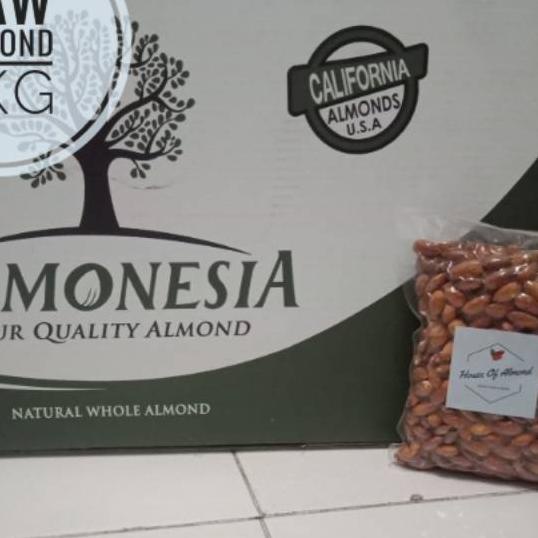 AW
OND
KG
CALIFORNIA
ALMONDS
U.S.A
MONESIA
UR QUALITY ALMOND
NATURAL WHOLE ALMOND
House Of Almond